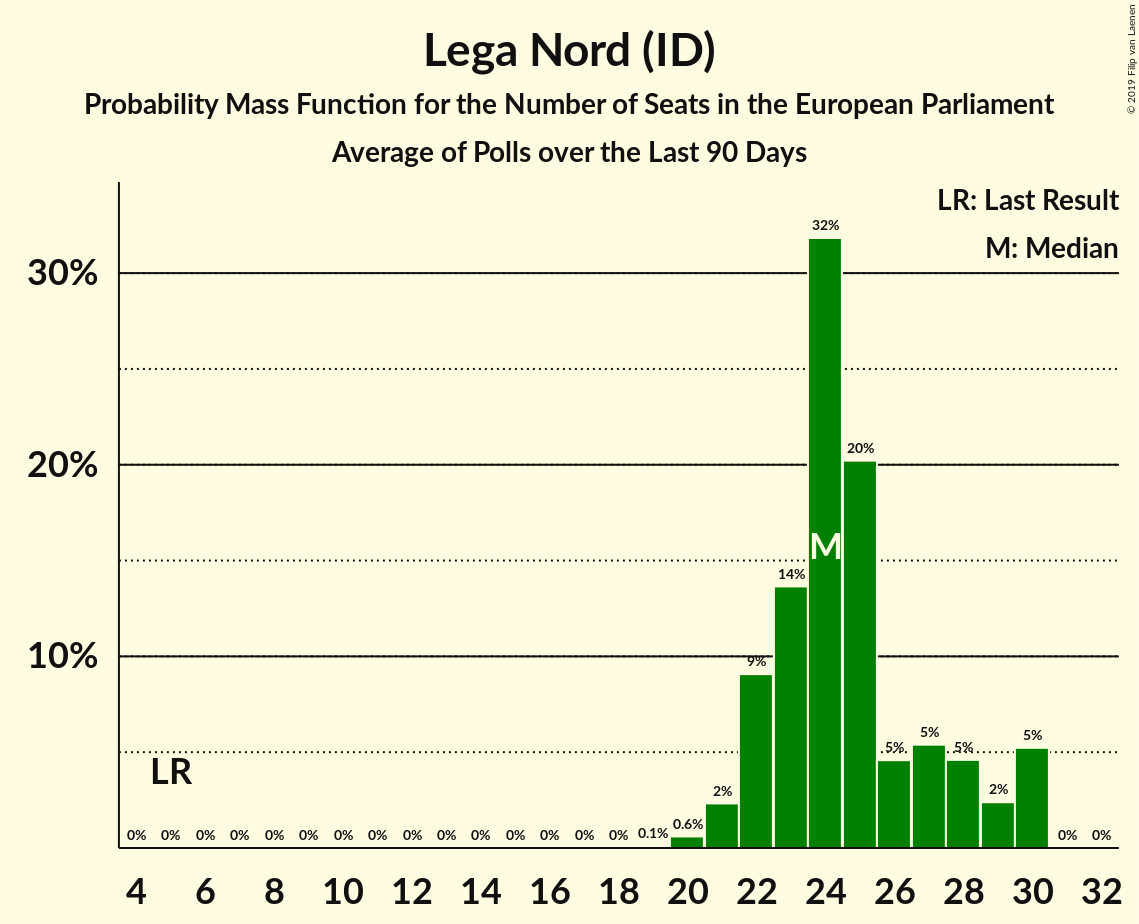 Lega Nord (ID)
Probability Mass Function for the Number of Seats in the European Parliament
Average of Polls over the Last 90 Days
© 2019 Filip van Laenen
LR: Last Result
M: Median
32%
30%
20%
20%
M
14%
10%
9%
5%
5%
5%
5%
LR
2%
2%
0% 0% 0% 0% 0% 0% 0% 0% 0% 0% 0% 0% 0% 0% 0% 0.1% 0.6% 0% 0%
4 6 8 10 12 14 16 18 20 22 24 26 28 30 32